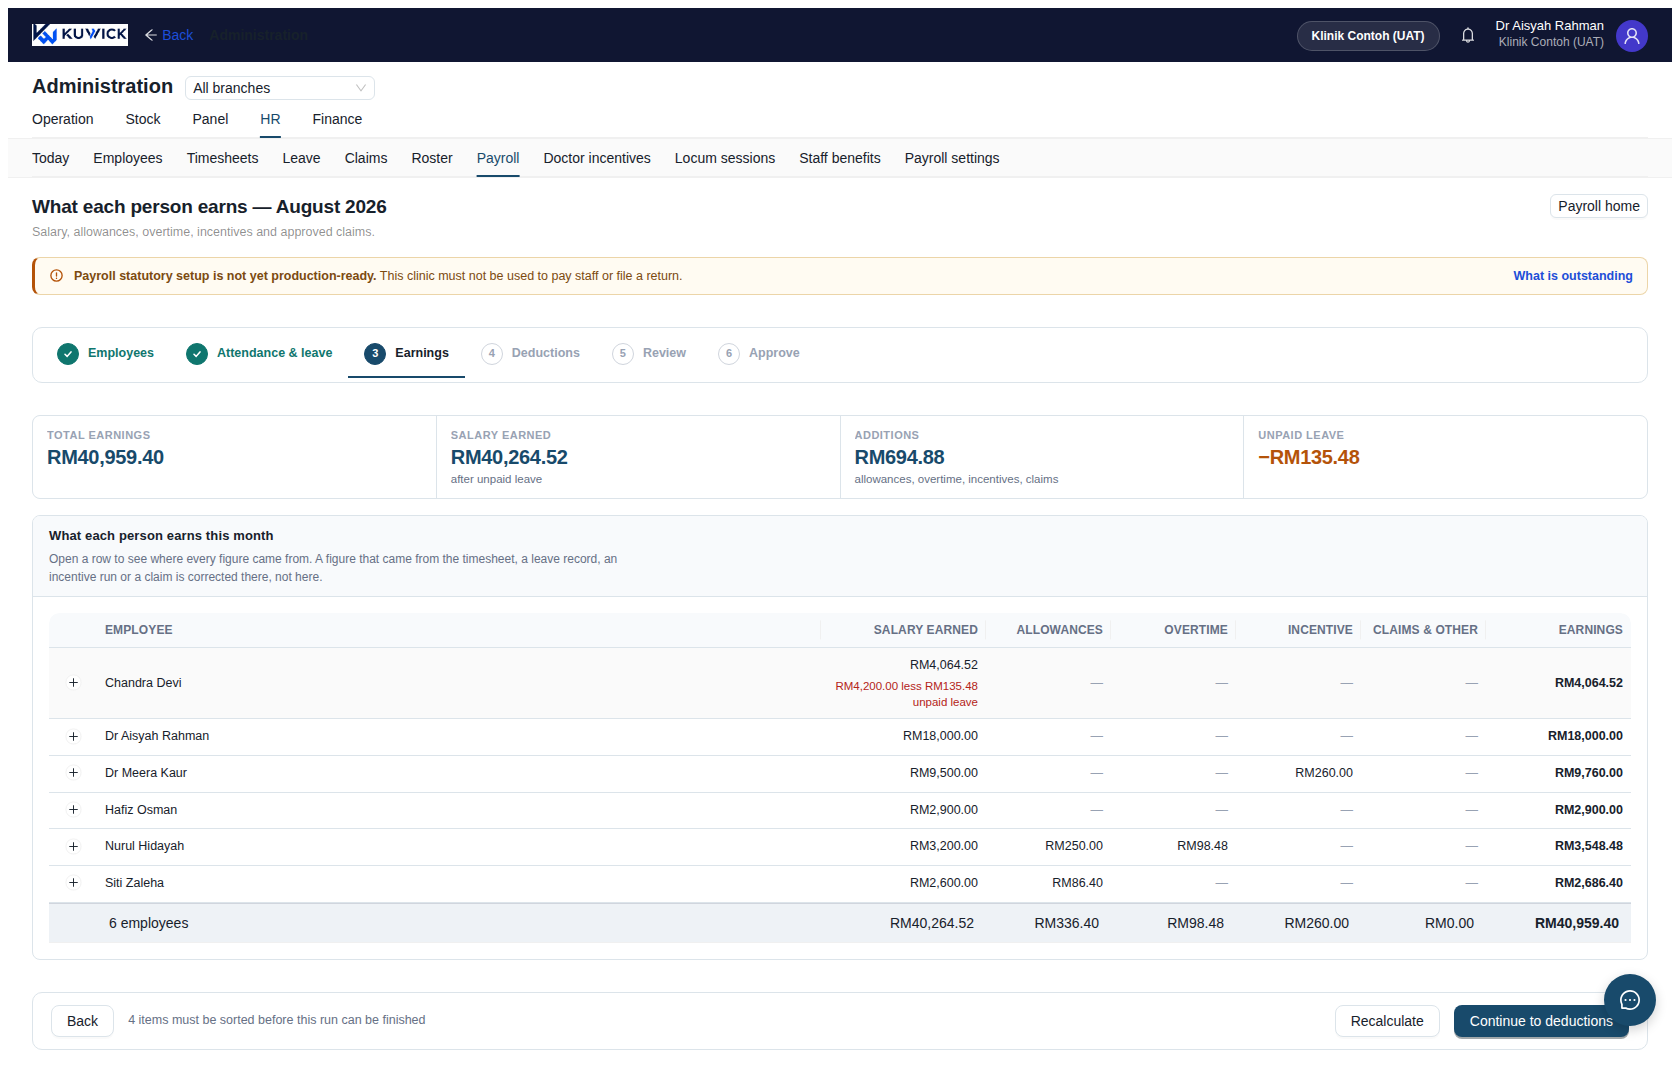 KUWICK
Back Administration
Klinik Contoh (UAT)
Dr Aisyah Rahman
Klinik Contoh (UAT)
Administration
All branches
Operation Stock Panel HR Finance
Today Employees Timesheets Leave Claims Roster Payroll Doctor incentives Locum sessions Staff benefits Payroll settings
What each person earns — August 2026
Payroll home
Salary, allowances, overtime, incentives and approved claims.
Payroll statutory setup is not yet production-ready. This clinic must not be used to pay staff or file a return.
What is outstanding
Employees Attendance & leave 3 Earnings 4 Deductions 5 Review 6 Approve
TOTAL EARNINGS SALARY EARNED ADDITIONS UNPAID LEAVE
RM40,959.40 RM40,264.52 RM694.88 −RM135.48
after unpaid leave allowances, overtime, incentives, claims
What each person earns this month
Open a row to see where every figure came from. A figure that came from the timesheet, a leave record, an
incentive run or a claim is corrected there, not here.
EMPLOYEE SALARY EARNED ALLOWANCES OVERTIME INCENTIVE CLAIMS & OTHER EARNINGS
RM4,064.52
Chandra Devi — — — — RM4,064.52
RM4,200.00 less RM135.48
unpaid leave
Dr Aisyah Rahman RM18,000.00 — — — — RM18,000.00
Dr Meera Kaur RM9,500.00 — — RM260.00 — RM9,760.00
Hafiz Osman RM2,900.00 — — — — RM2,900.00
Nurul Hidayah RM3,200.00 RM250.00 RM98.48 — — RM3,548.48
Siti Zaleha RM2,600.00 RM86.40 — — — RM2,686.40
6 employees RM40,264.52 RM336.40 RM98.48 RM260.00 RM0.00 RM40,959.40
Back
4 items must be sorted before this run can be finished
Recalculate
Continue to deductions